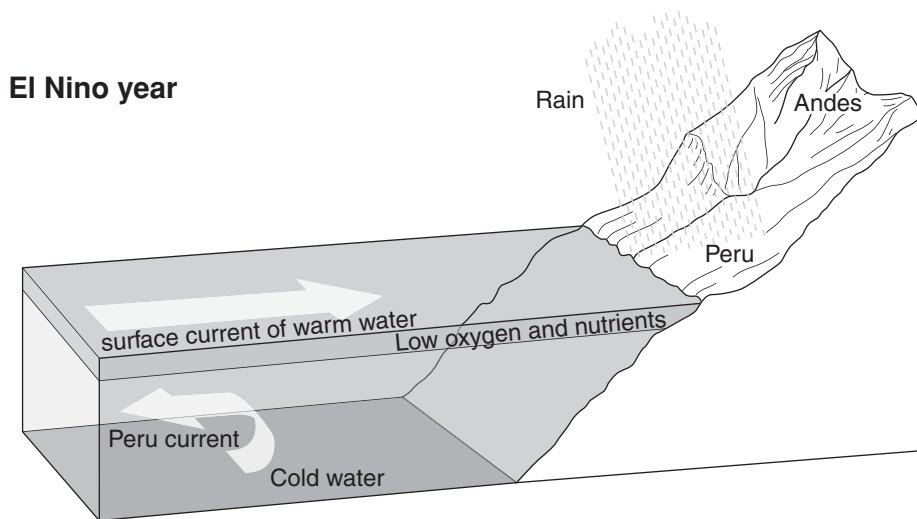 El Nino year
Rain
Andes
Peru
surface current of warm water
Low oxygen and nutrients
Peru current
Cold water